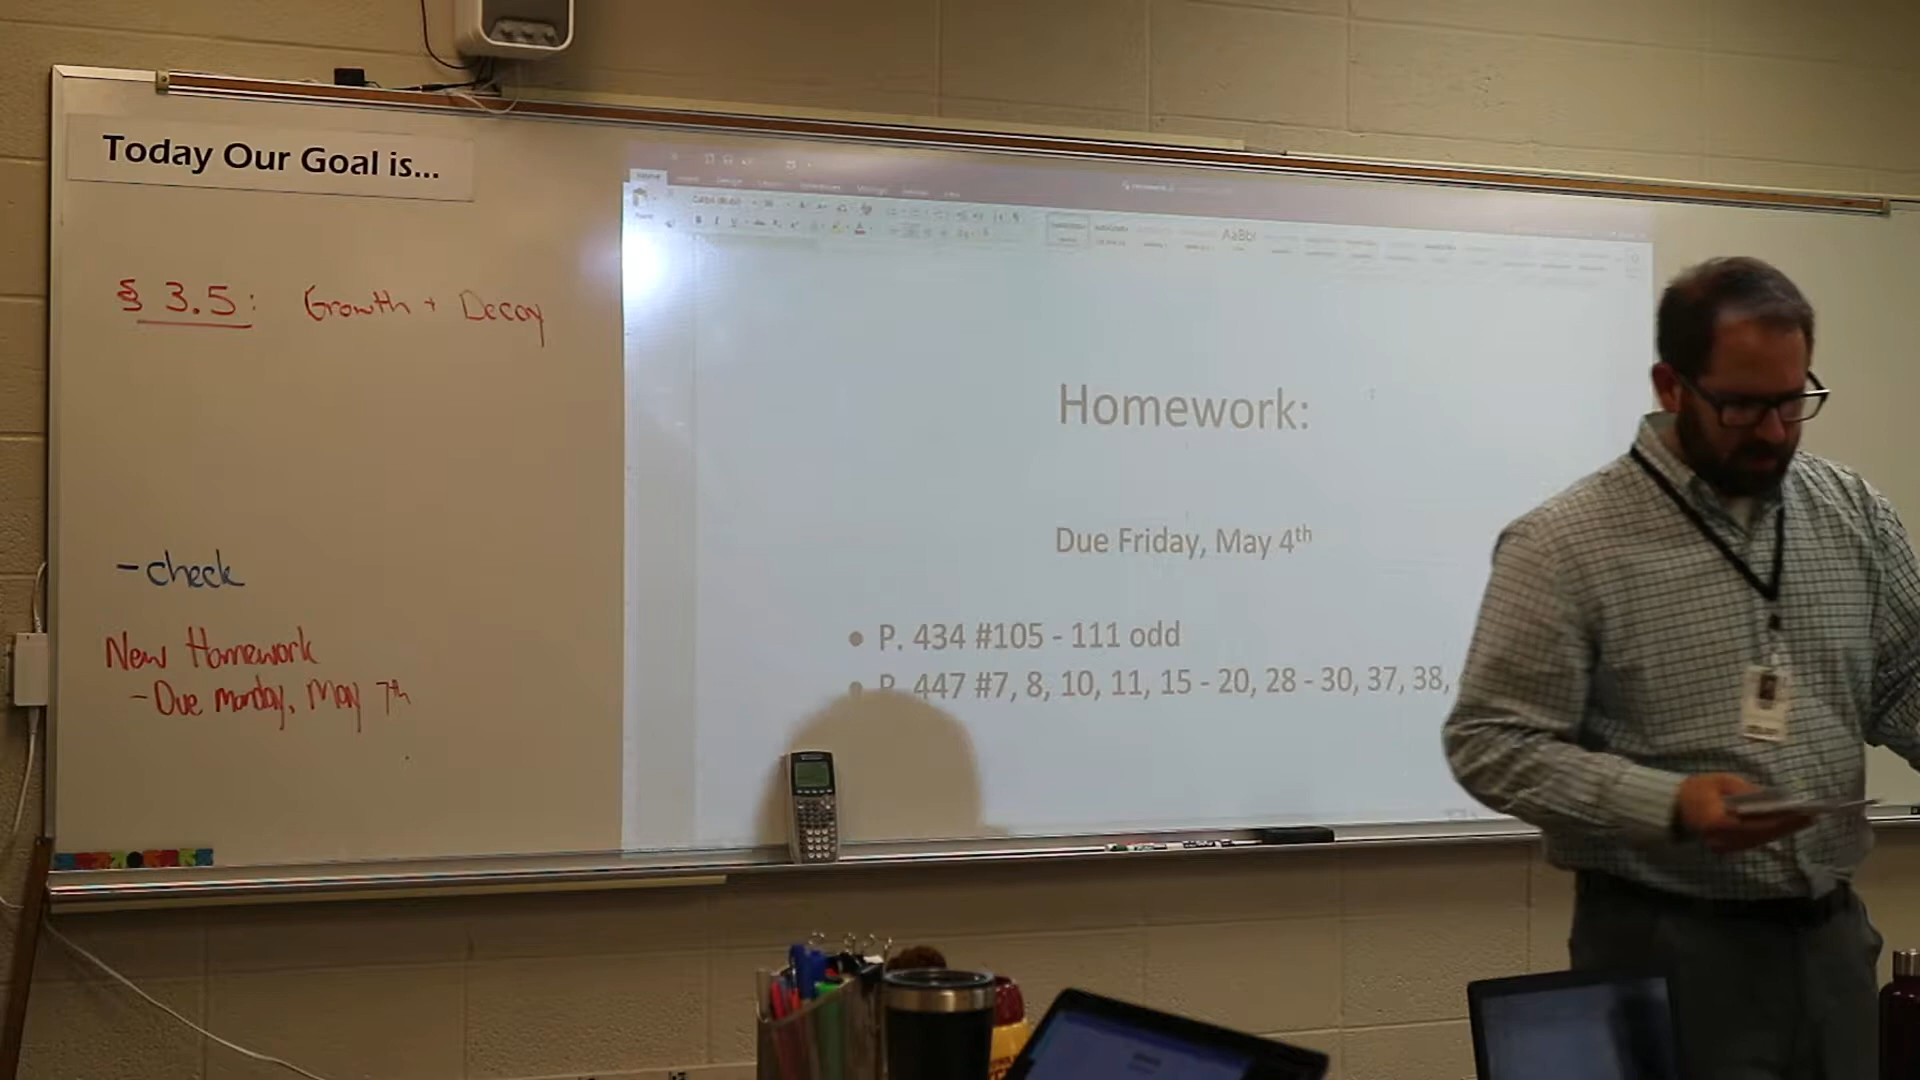 Today Our Goal is...
§ 3.5: Growth + Decay
- check
New Homework
- Due Monday, May 7th
AaBb(
Homework:
Due Friday, May 4th
• P. 434 #105 - 111 odd
• P. 447 #7, 8, 10, 11, 15 - 20, 28 - 30, 37, 38,